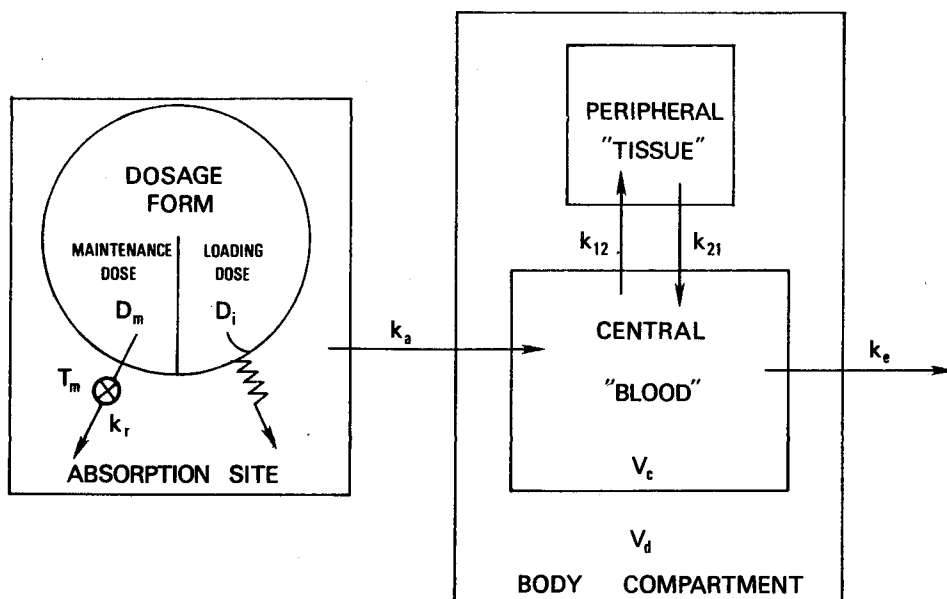 DOSAGE
FORM
MAINTENANCE
DOSE
LOADING
DOSE
D_m
D_i
T_m
k_r
ABSORPTION SITE
k_a
PERIPHERAL
"TISSUE"
k_12
k_21
CENTRAL
"BLOOD"
V_c
k_e
V_d
BODY COMPARTMENT